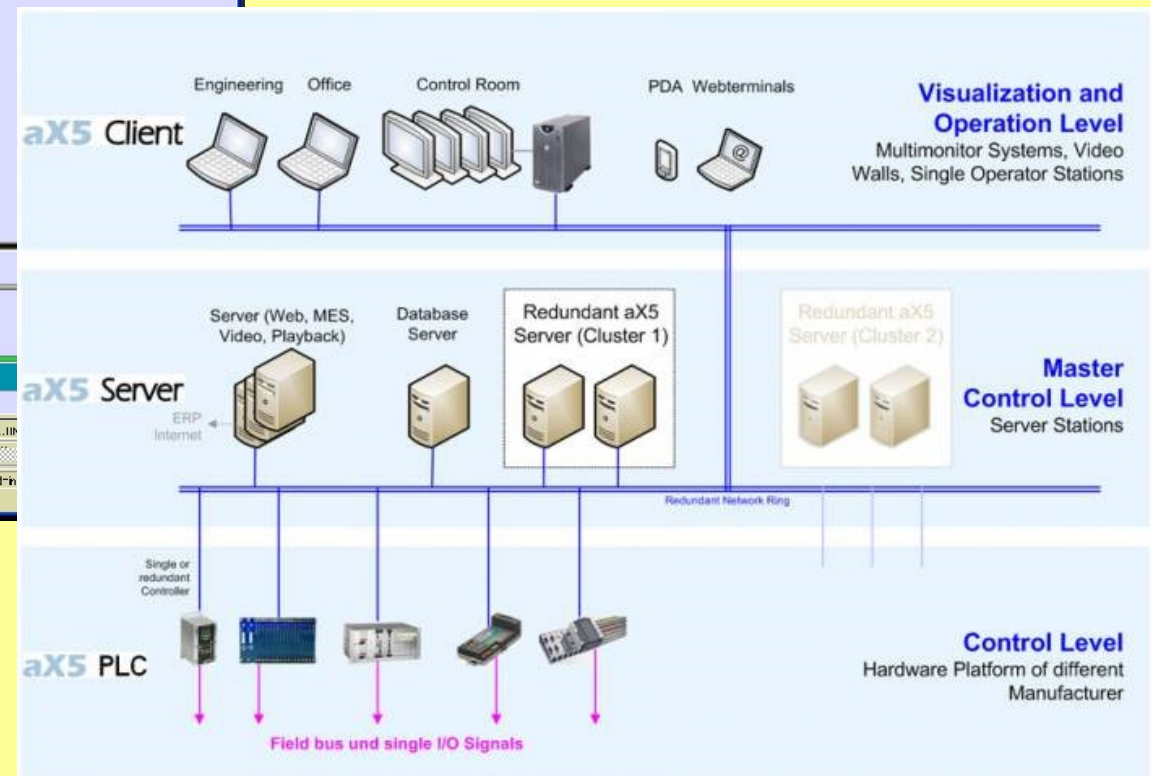 Engineering
Office
Control Room
PDA Webterminals
aX5 Client
Visualization and
Operation Level
Multimonitor Systems, Video
Walls, Single Operator Stations
Server (Web, MES,
Video, Playback)
Database
Server
Redundant aX5
Server (Cluster 1)
Redundant aX5
Server (Cluster 2)
aX5 Server
ERP
Internet
Master
Control Level
Server Stations
Redundant Network Ring
Single or
redundant
Controller
aX5 PLC
Control Level
Hardware Platform of different
Manufacturer
Field bus und single I/O Signals